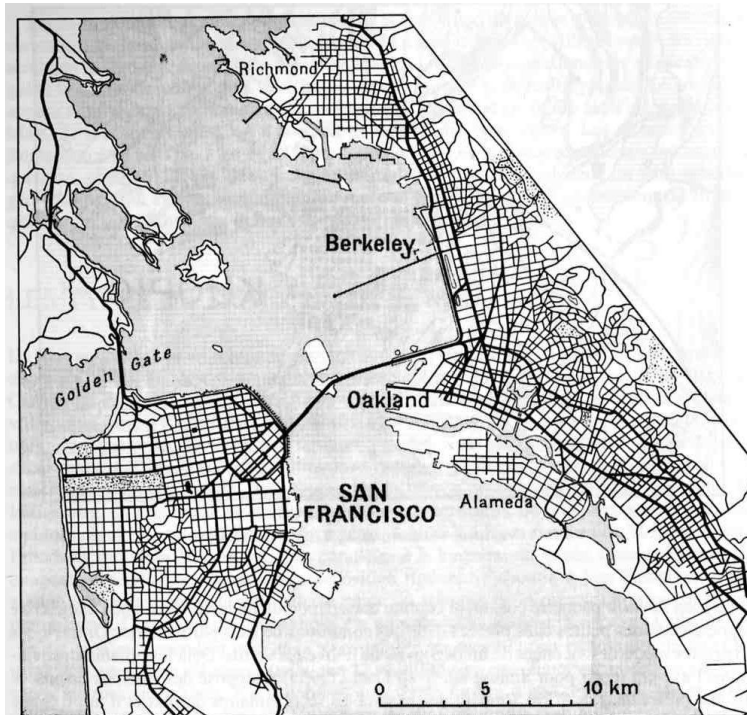 Richmond
Berkeley
Golden Gate
Oakland
SAN
FRANCISCO
Alameda
0 5 10 km